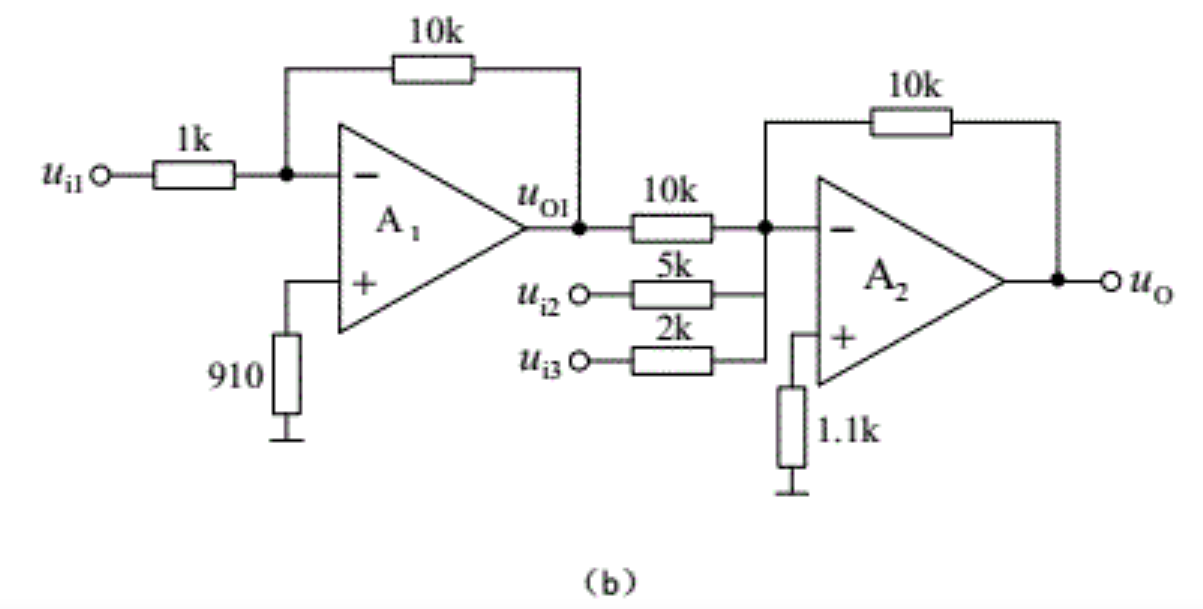 10k
10k
1k
u_i1
−
u_O1
10k
A_1
−
5k
u_i2
A_2
u_O
+
2k
+
u_i3
910
1.1k
(b)